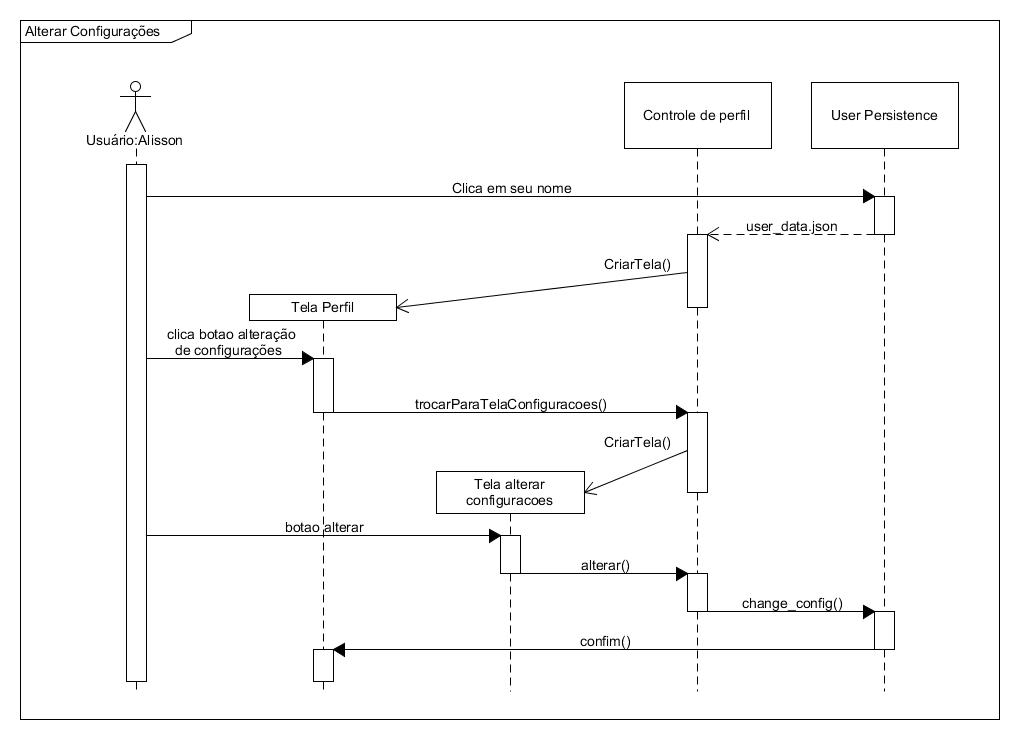 Alterar Configurações
Usuário:Alisson
Controle de perfil
User Persistence
Clica em seu nome
user_data.json
CriarTela()
Tela Perfil
clica botao alteração
de configurações
trocarParaTelaConfiguracoes()
CriarTela()
Tela alterar
configuracoes
botao alterar
alterar()
change_config()
confim()